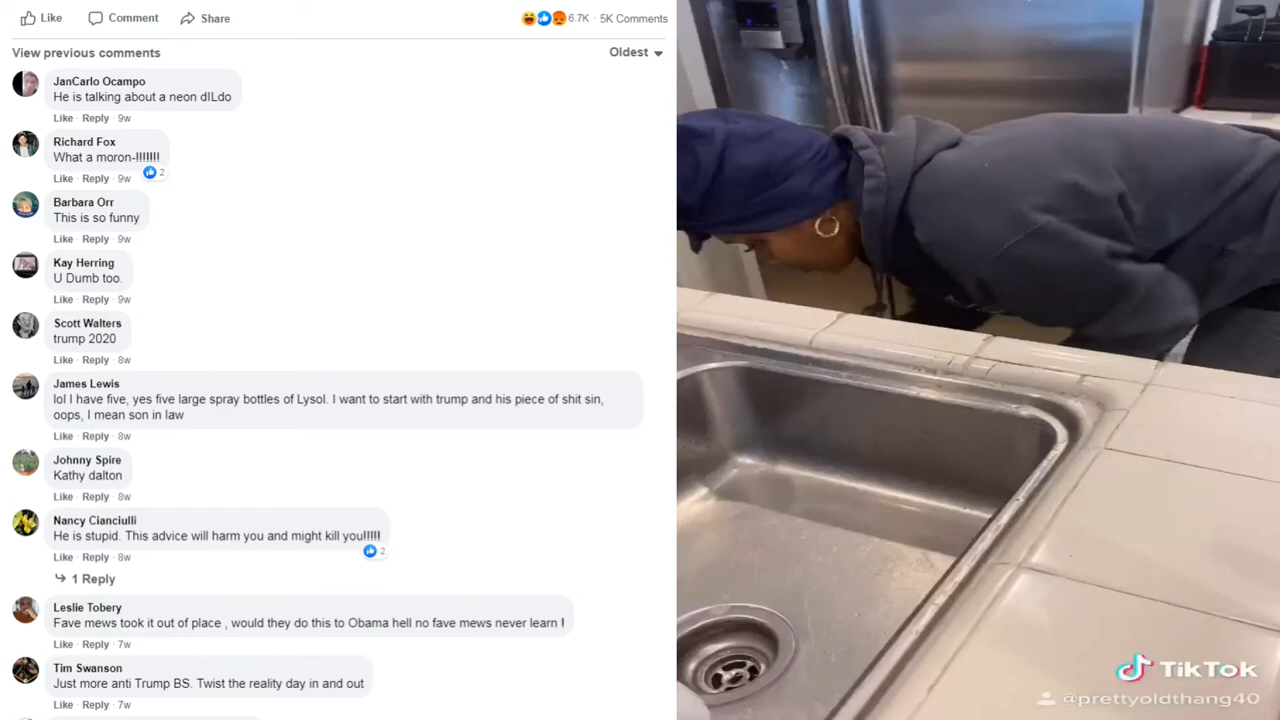 Like Comment Share 6.7K · 5K Comments
View previous comments Oldest
JanCarlo Ocampo
He is talking about a neon dILdo
Like · Reply · 9w
Richard Fox
What a moron-!!!!!!!
2
Like · Reply · 9w
Barbara Orr
This is so funny
Like · Reply · 9w
Kay Herring
U Dumb too.
Like · Reply · 9w
Scott Walters
trump 2020
Like · Reply · 8w
James Lewis
lol I have five, yes five large spray bottles of Lysol. I want to start with trump and his piece of shit sin,
oops, I mean son in law
Like · Reply · 8w
Johnny Spire
Kathy dalton
Like · Reply · 8w
Nancy Cianciulli
He is stupid. This advice will harm you and might kill you!!!!!
2
Like · Reply · 8w
1 Reply
Leslie Tobery
Fave mews took it out of place , would they do this to Obama hell no fave mews never learn !
Like · Reply · 7w
Tim Swanson
Just more anti Trump BS. Twist the reality day in and out
Like · Reply · 7w
TikTok
@prettyoldthang40